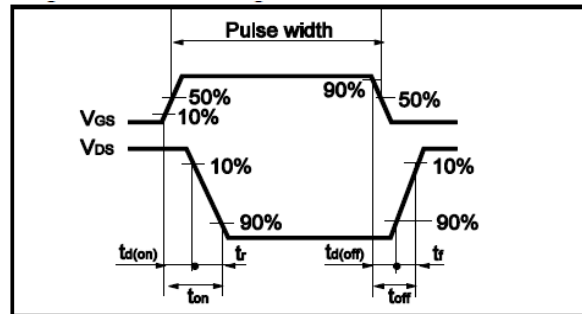 Pulse width
90%
50%
50%
10%
VGS
VDS
10%
10%
90%
90%
td(on)
tr
td(off)
tf
ton
toff